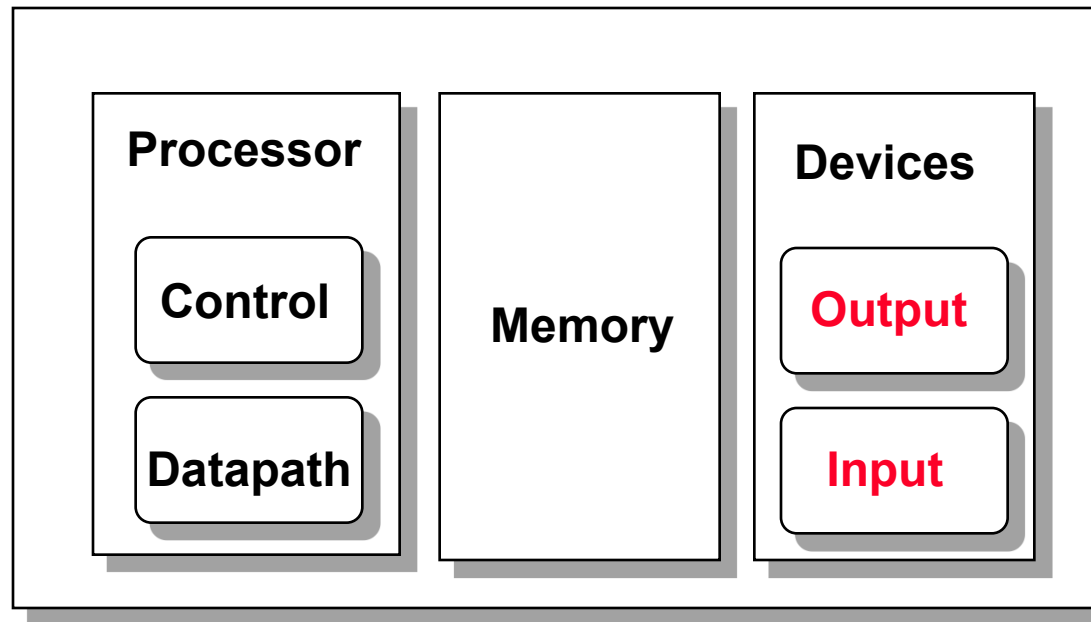 Processor
Control
Datapath
Memory
Devices
Output
Input